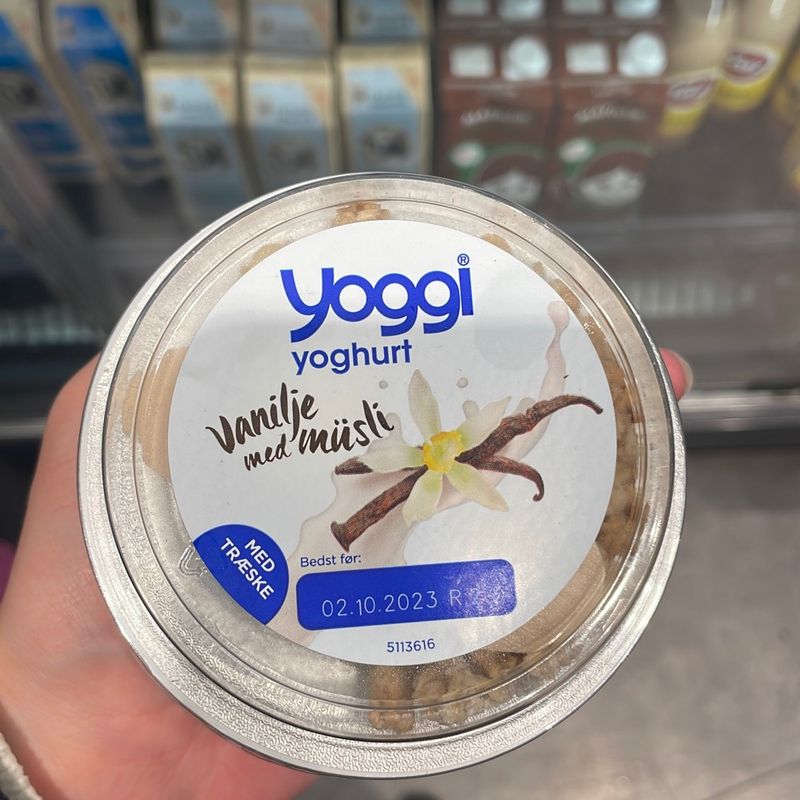 yoggi®
yoghurt
Vanilje
med müsli
MED
TRÆSKE
Bedst før:
02.10.2023 R
5113616